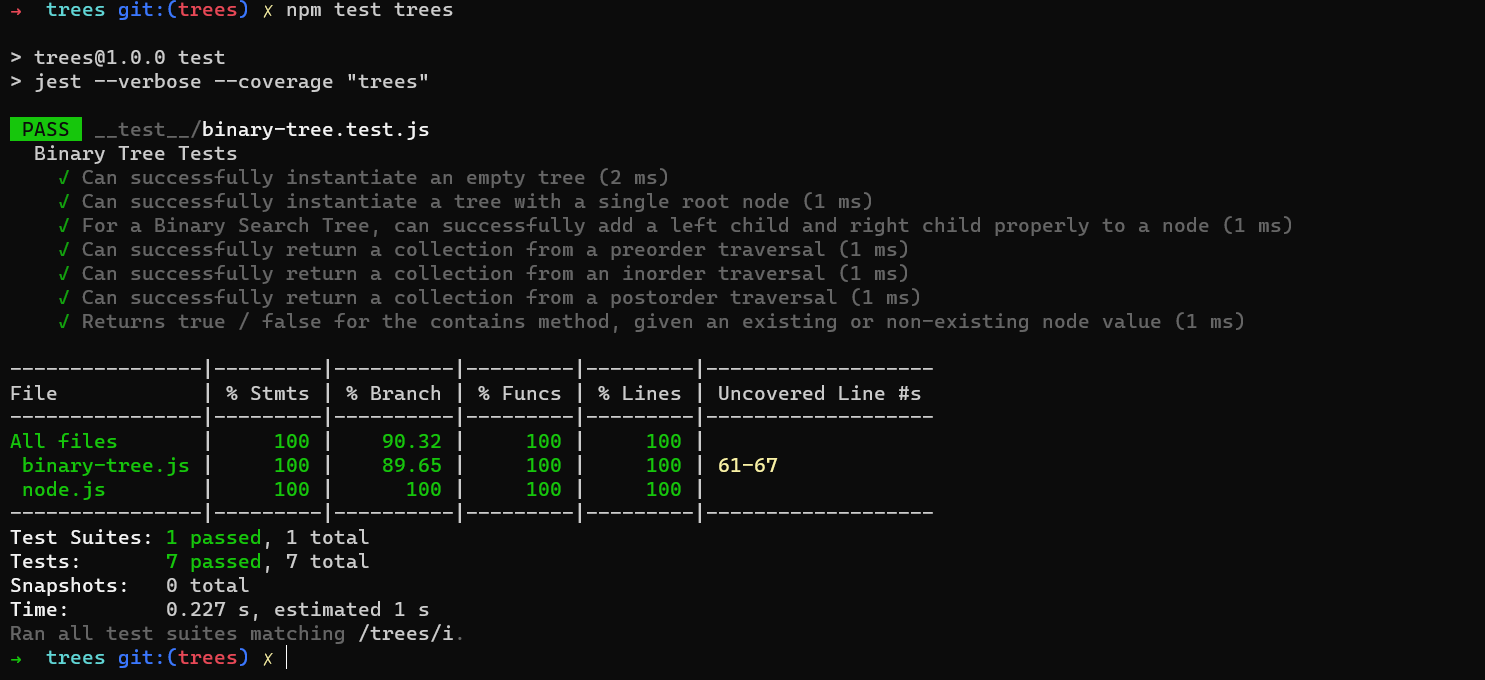 →  trees git:(trees) ✗ npm test trees
> trees@1.0.0 test
> jest --verbose --coverage "trees"
PASS  __test__/binary-tree.test.js
  Binary Tree Tests
    √ Can successfully instantiate an empty tree (2 ms)
    √ Can successfully instantiate a tree with a single root node (1 ms)
    √ For a Binary Search Tree, can successfully add a left child and right child properly to a node (1 ms)
    √ Can successfully return a collection from a preorder traversal (1 ms)
    √ Can successfully return a collection from an inorder traversal (1 ms)
    √ Can successfully return a collection from a postorder traversal (1 ms)
    √ Returns true / false for the contains method, given an existing or non-existing node value (1 ms)
----------------|---------|----------|---------|---------|-------------------
File            | % Stmts | % Branch | % Funcs | % Lines | Uncovered Line #s
----------------|---------|----------|---------|---------|-------------------
All files       |     100 |    90.32 |     100 |     100 |
 binary-tree.js |     100 |    89.65 |     100 |     100 | 61-67
 node.js        |     100 |      100 |     100 |     100 |
----------------|---------|----------|---------|---------|-------------------
Test Suites: 1 passed, 1 total
Tests:       7 passed, 7 total
Snapshots:   0 total
Time:        0.227 s, estimated 1 s
Ran all test suites matching /trees/i.
→  trees git:(trees) ✗